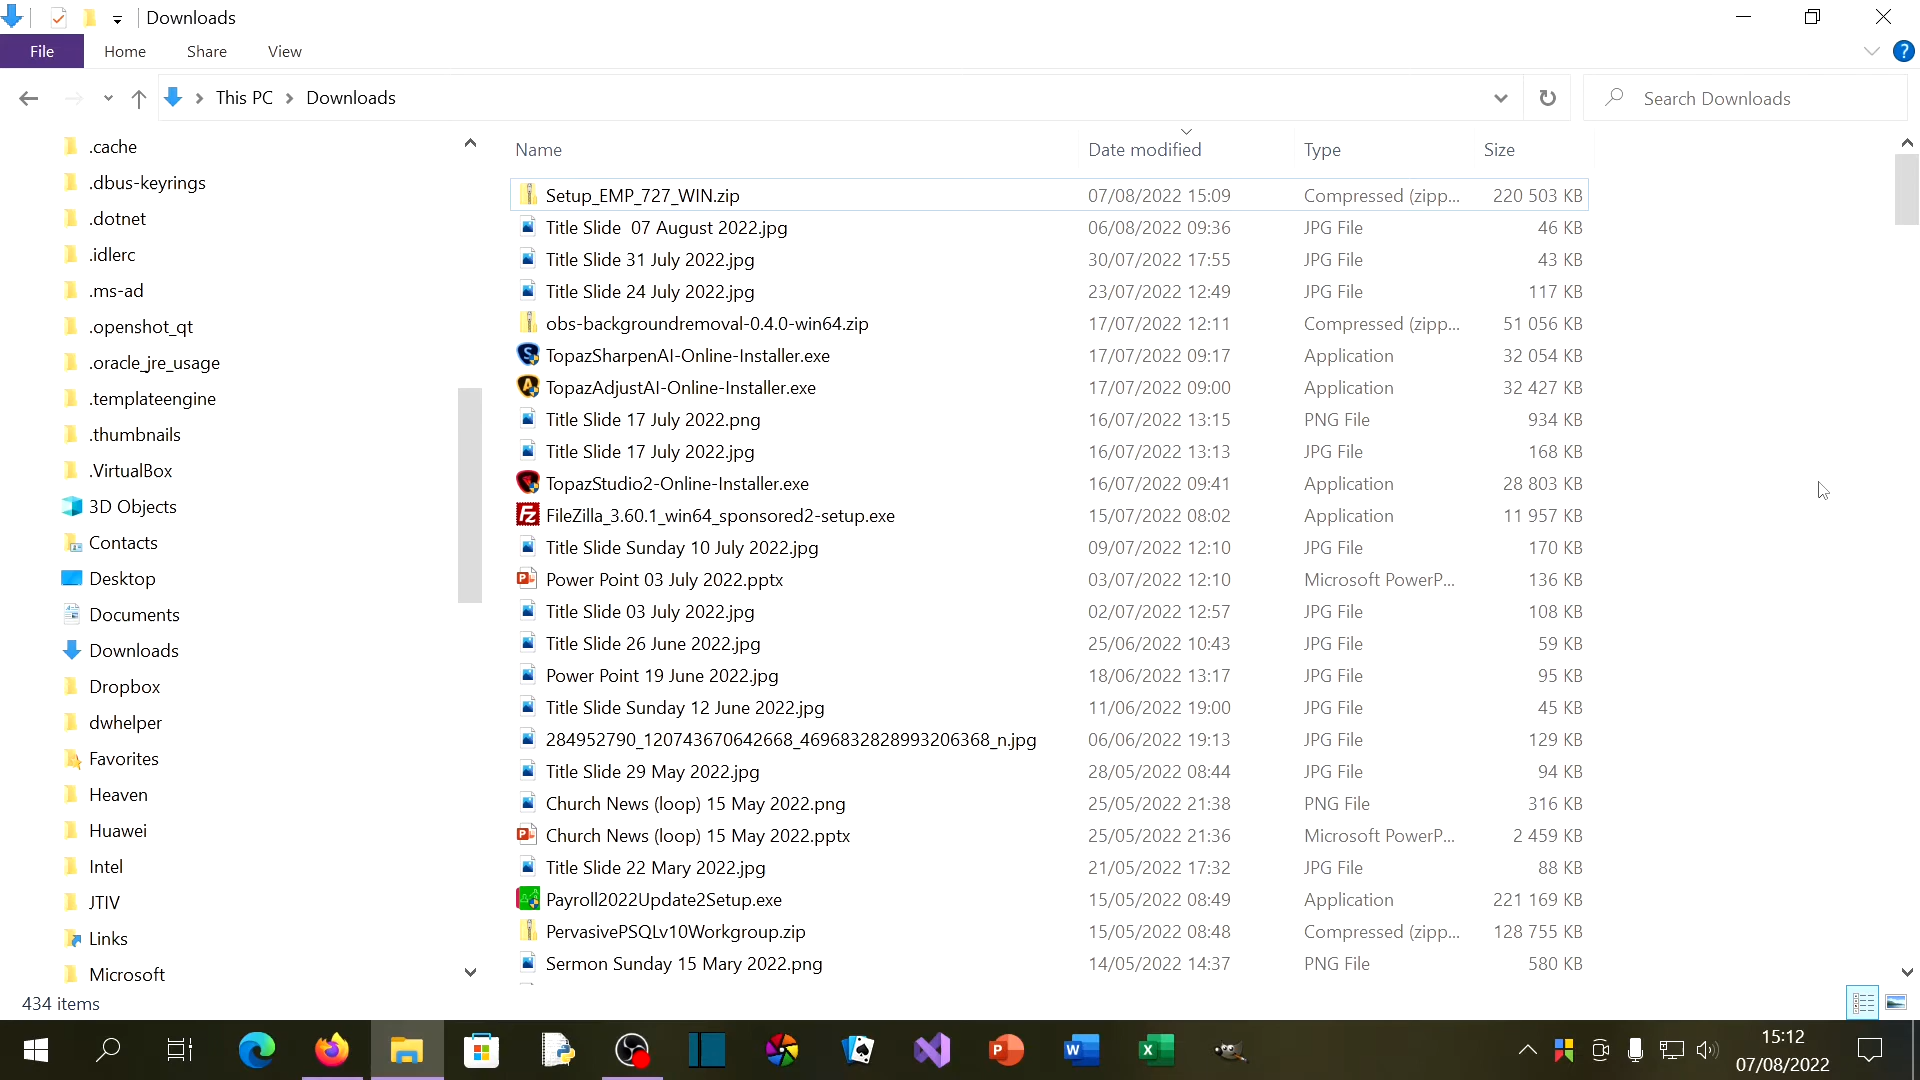 Downloads
File Home Share View
This PC Downloads
Search Downloads
.cache
.dbus-keyrings
.dotnet
.idlerc
.ms-ad
.openshot_qt
.oracle_jre_usage
.templateengine
.thumbnails
.VirtualBox
3D Objects
Contacts
Desktop
Documents
Downloads
Dropbox
dwhelper
Favorites
Heaven
Huawei
Intel
JTIV
Links
Microsoft
Name Date modified Type Size
Setup_EMP_727_WIN.zip 07/08/2022 15:09 Compressed (zipp... 220 503 KB
Title Slide  07 August 2022.jpg 06/08/2022 09:36 JPG File 46 KB
Title Slide 31 July 2022.jpg 30/07/2022 17:55 JPG File 43 KB
Title Slide 24 July 2022.jpg 23/07/2022 12:49 JPG File 117 KB
obs-backgroundremoval-0.4.0-win64.zip 17/07/2022 12:11 Compressed (zipp... 51 056 KB
TopazSharpenAI-Online-Installer.exe 17/07/2022 09:17 Application 32 054 KB
TopazAdjustAI-Online-Installer.exe 17/07/2022 09:00 Application 32 427 KB
Title Slide 17 July 2022.png 16/07/2022 13:15 PNG File 934 KB
Title Slide 17 July 2022.jpg 16/07/2022 13:13 JPG File 168 KB
TopazStudio2-Online-Installer.exe 16/07/2022 09:41 Application 28 803 KB
FileZilla_3.60.1_win64_sponsored2-setup.exe 15/07/2022 08:02 Application 11 957 KB
Title Slide Sunday 10 July 2022.jpg 09/07/2022 12:10 JPG File 170 KB
Power Point 03 July 2022.pptx 03/07/2022 12:10 Microsoft PowerP... 136 KB
Title Slide 03 July 2022.jpg 02/07/2022 12:57 JPG File 108 KB
Title Slide 26 June 2022.jpg 25/06/2022 10:43 JPG File 59 KB
Power Point 19 June 2022.jpg 18/06/2022 13:17 JPG File 95 KB
Title Slide Sunday 12 June 2022.jpg 11/06/2022 19:00 JPG File 45 KB
284952790_120743670642668_4696832828993206368_n.jpg 06/06/2022 19:13 JPG File 129 KB
Title Slide 29 May 2022.jpg 28/05/2022 08:44 JPG File 94 KB
Church News (loop) 15 May 2022.png 25/05/2022 21:38 PNG File 316 KB
Church News (loop) 15 May 2022.pptx 25/05/2022 21:36 Microsoft PowerP... 2 459 KB
Title Slide 22 Mary 2022.jpg 21/05/2022 17:32 JPG File 88 KB
Payroll2022Update2Setup.exe 15/05/2022 08:49 Application 221 169 KB
PervasivePSQLv10Workgroup.zip 15/05/2022 08:48 Compressed (zipp... 128 755 KB
Sermon Sunday 15 Mary 2022.png 14/05/2022 14:37 PNG File 580 KB
434 items
15:12
07/08/2022